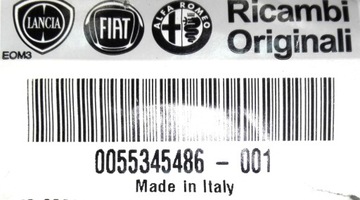 LANCIA FIAT ALFA ROMEO Ricambi
Originali
EOM3
0055345486 - 001
Made in Italy